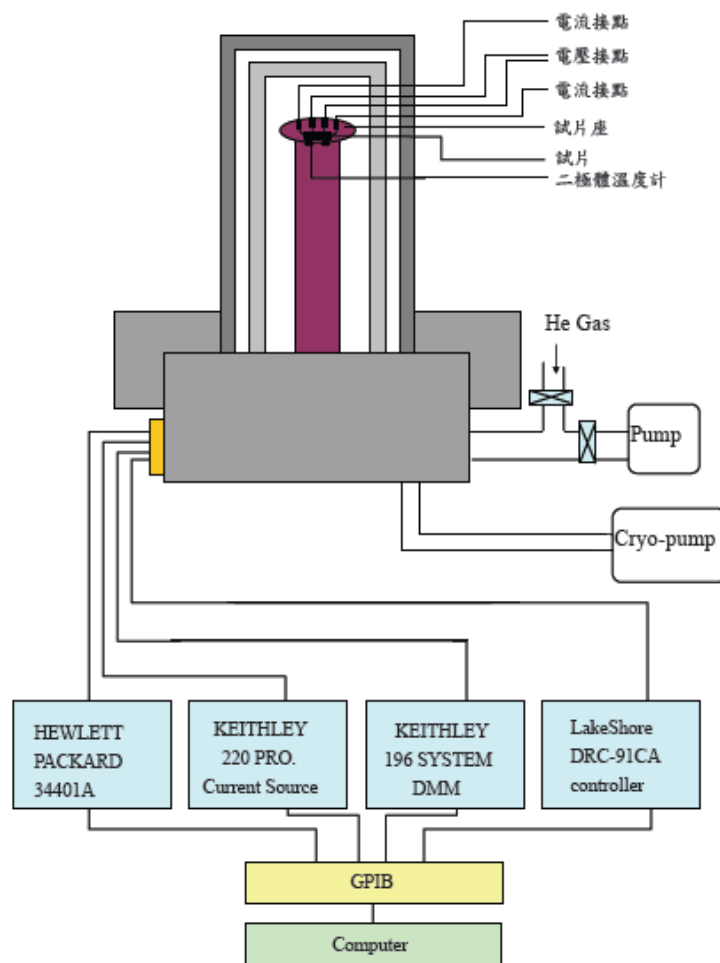 電流接點
電壓接點
電流接點
試片座
試片
二極體溫度計
He Gas
Pump
Cryo-pump
HEWLETT
PACKARD
34401A
KEITHLEY
220 PRO.
Current Source
KEITHLEY
196 SYSTEM
DMM
LakeShore
DRC-91CA
controller
GPIB
Computer